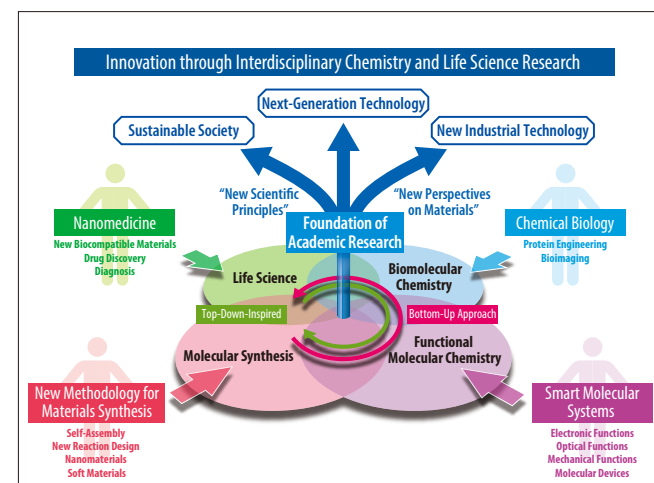 Innovation through Interdisciplinary Chemistry and Life Science Research
Next-Generation Technology
Sustainable Society
New Industrial Technology
“New Scientific
Principles”
“New Perspectives
on Materials”
Nanomedicine
New Biocompatible Materials
Drug Discovery
Diagnosis
Foundation of
Academic Research
Chemical Biology
Protein Engineering
Bioimaging
Life Science
Biomolecular
Chemistry
Top-Down-Inspired
Bottom-Up Approach
Molecular Synthesis
Functional
Molecular Chemistry
New Methodology for
Materials Synthesis
Self-Assembly
New Reaction Design
Nanomaterials
Soft Materials
Smart Molecular
Systems
Electronic Functions
Optical Functions
Mechanical Functions
Molecular Devices